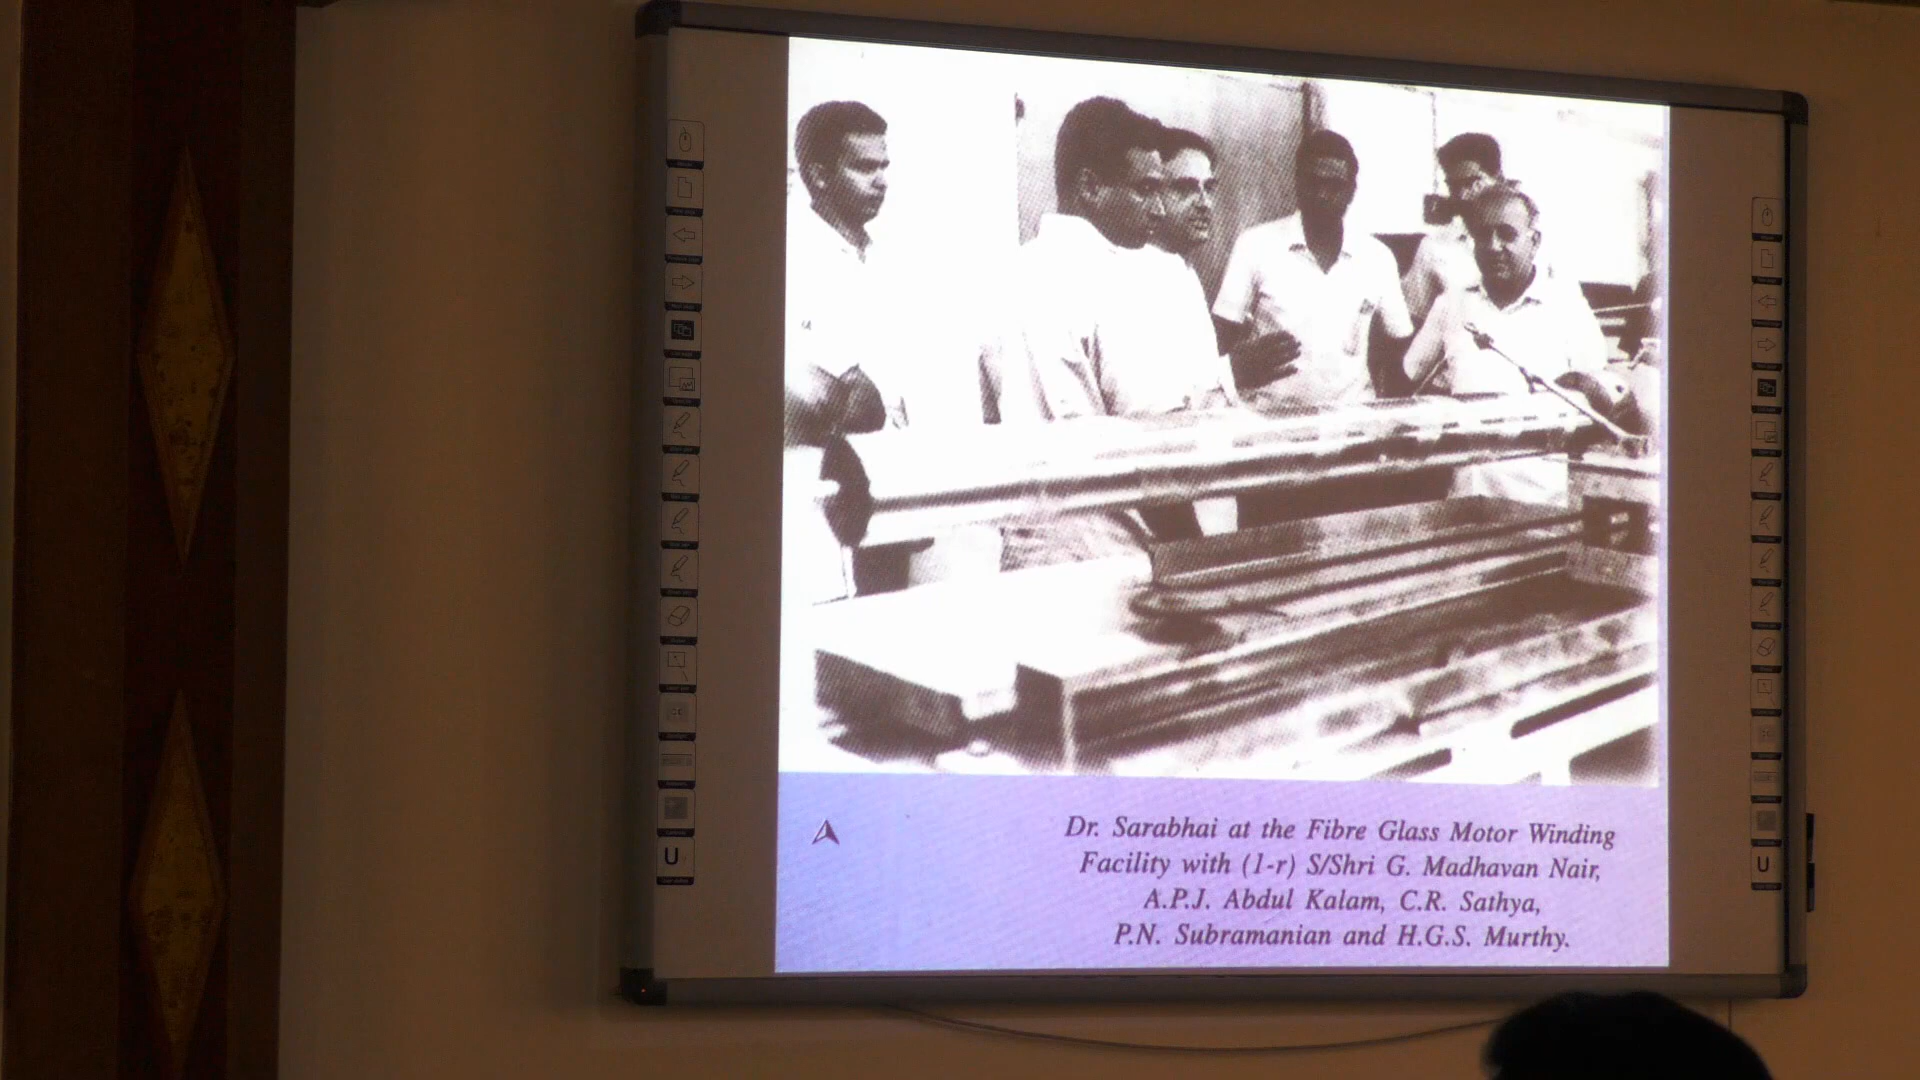 Dr. Sarabhai at the Fibre Glass Motor Winding
Facility with (1-r) S/Shri G. Madhavan Nair,
A.P.J. Abdul Kalam, C.R. Sathya,
P.N. Subramanian and H.G.S. Murthy.
U
U